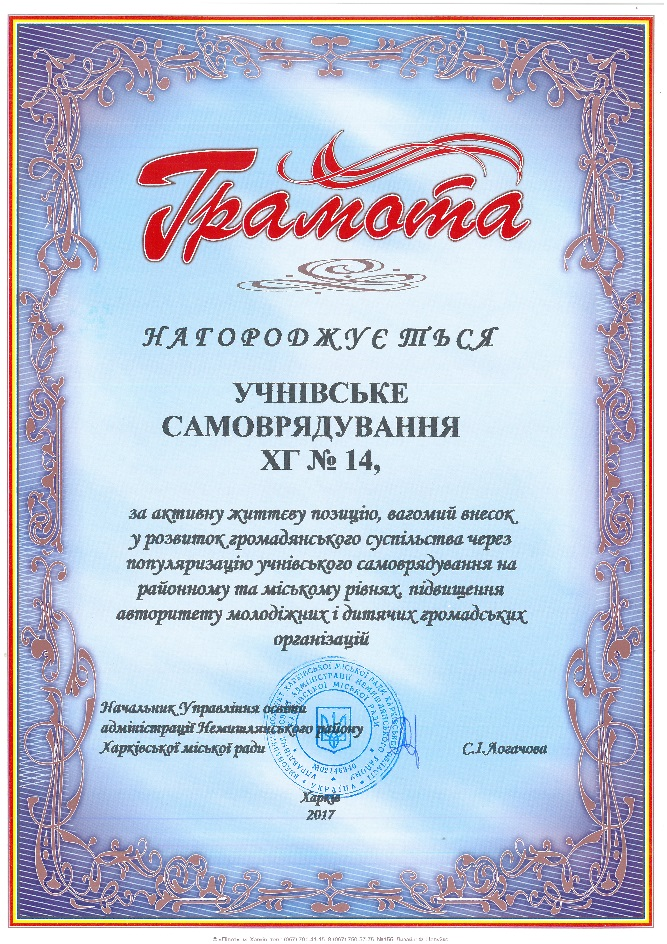 Грамота
НАГОРОДЖУЄТЬСЯ
УЧНІВСЬКЕ
САМОВРЯДУВАННЯ
ХГ № 14,
за активну життєву позицію, вагомий внесок
у розвиток громадянського суспільства через
популяризацію учнівського самоврядування на
районному та міському рівнях, підвищення
авторитету молодіжних і дитячих громадських
організацій
Начальник Управління освіти
адміністрації Немишлянського району
Харківської міської ради
С.І.Логачова
УКРАЇНА
Харків
2017